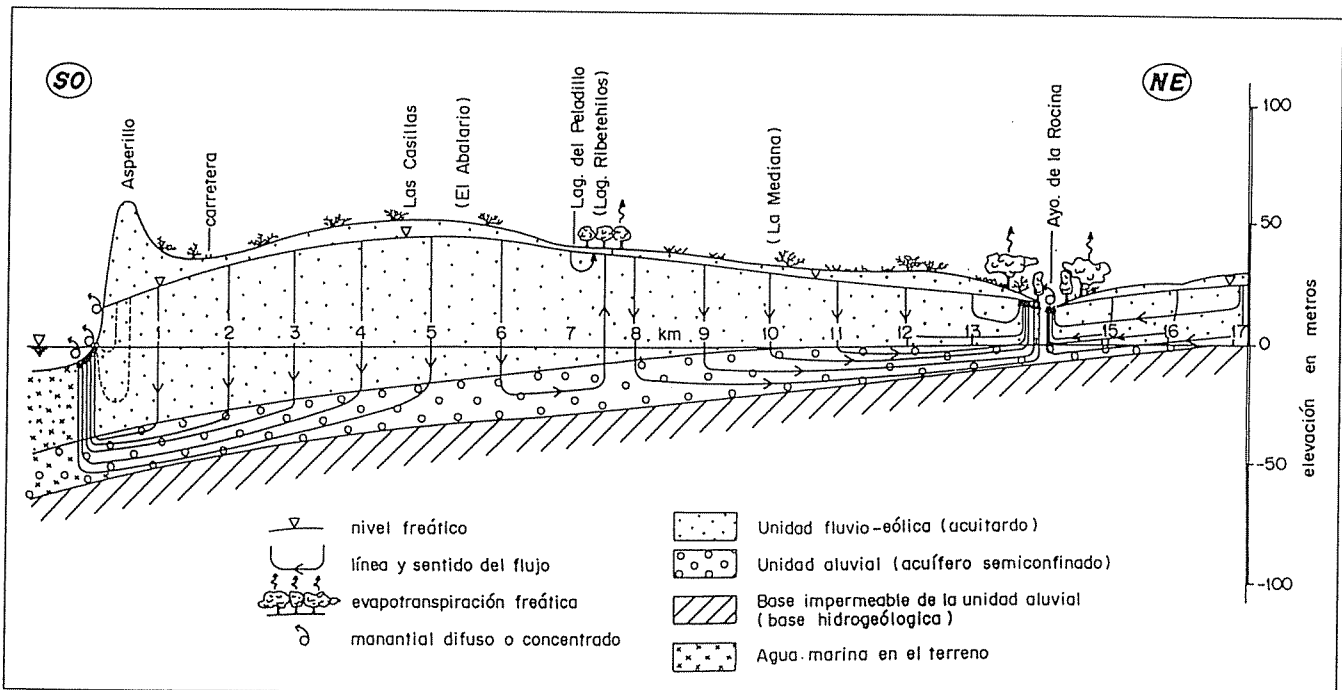 SO
NE
Asperillo
carretera
Las Casillas
(El Abalario)
Lag. del Peladillo
(Lag. Ribetehilos)
(La Mediana)
Ayo. de la Rocina
100
50
0
-50
-100
elevación en metros
1 2 3 4 5 6 7 km 8 9 10 11 12 13 15 16 17
nivel freático
línea y sentido del flujo
evapotranspiración freática
manantial difuso o concentrado
Unidad fluvio-eólica (acuitardo)
Unidad aluvial (acuífero semiconfinado)
Base impermeable de la unidad aluvial
(base hidrogeólogica)
Agua marina en el terreno